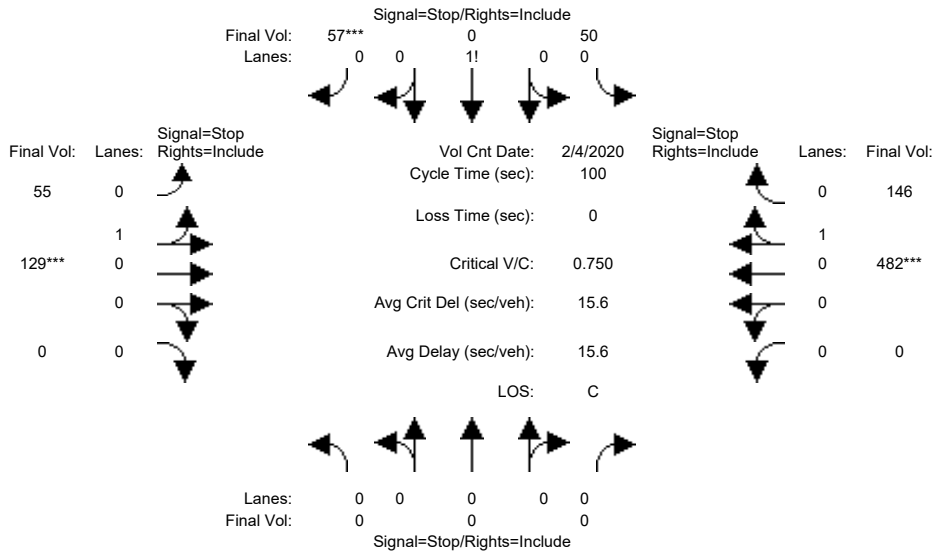 Signal=Stop/Rights=Include
Final Vol: 57*** 0 50
Lanes: 0 0 1! 0 0
Signal=Stop Signal=Stop
Final Vol: Lanes: Rights=Include Vol Cnt Date: 2/4/2020 Rights=Include Lanes: Final Vol:
Cycle Time (sec): 100
55 0 0 146
Loss Time (sec): 0
1 1
129*** 0 Critical V/C: 0.750 0 482***
0 Avg Crit Del (sec/veh): 15.6 0
0 0 Avg Delay (sec/veh): 15.6 0 0
LOS: C
Lanes: 0 0 0 0 0
Final Vol: 0 0 0
Signal=Stop/Rights=Include